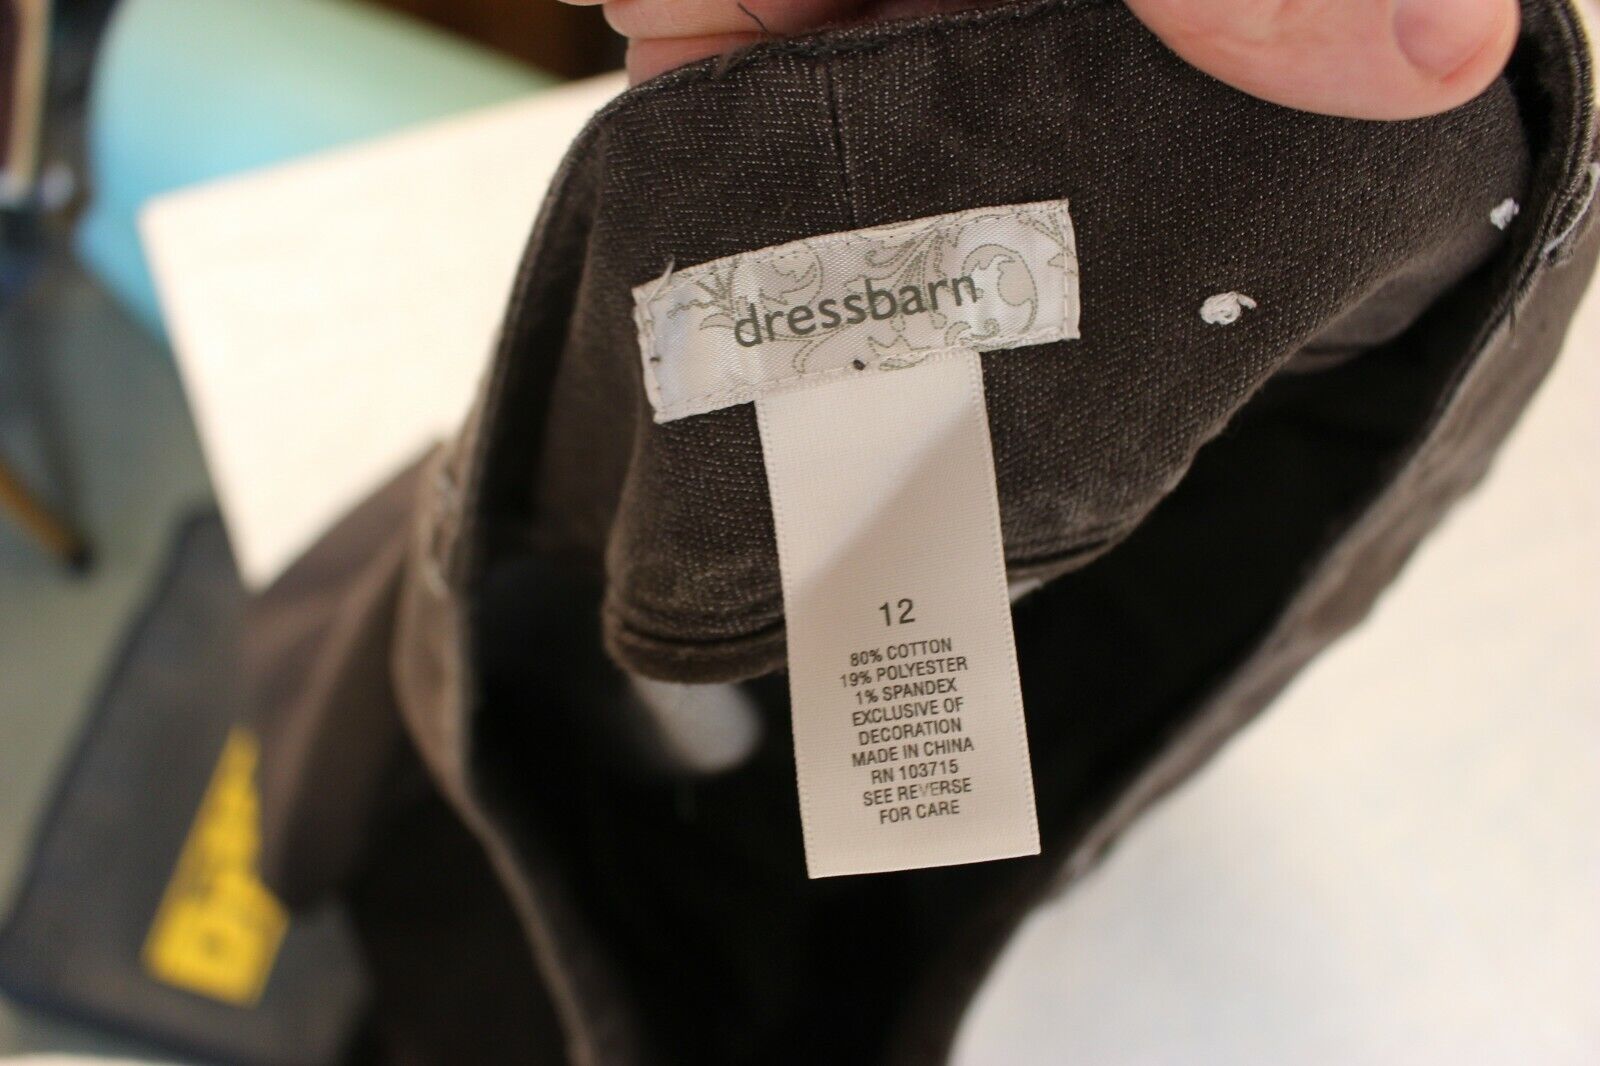 dressbarn
12
80% COTTON
19% POLYESTER
1% SPANDEX
EXCLUSIVE OF
DECORATION
MADE IN CHINA
RN 103715
SEE REVERSE
FOR CARE